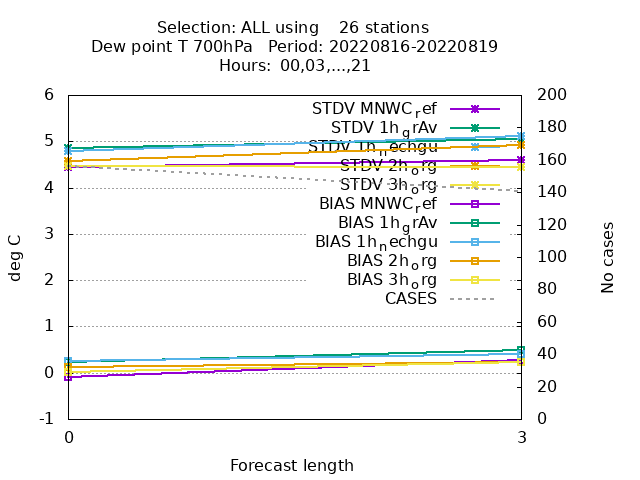 Selection: ALL using    26 stations
Dew point T 700hPa   Period: 20220816-20220819
Hours:  00,03,...,21
6
5
4
3
2
1
0
-1
200
180
160
140
120
100
80
60
40
20
0
deg C
No cases
STDV MNWC_ref
STDV 1h_grAv
STDV 1h_nechgu
STDV 2h_org
STDV 3h_org
BIAS MNWC_ref
BIAS 1h_grAv
BIAS 1h_nechgu
BIAS 2h_org
BIAS 3h_org
CASES
0
3
Forecast length